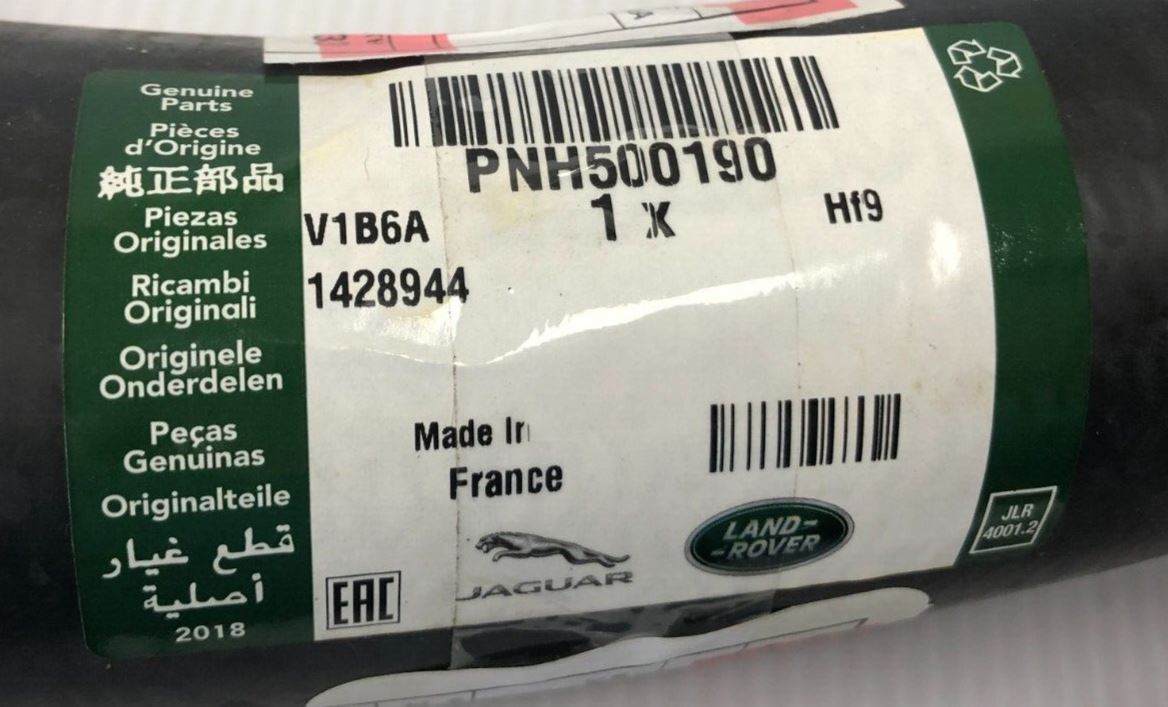 Genuine
Parts
Pièces
d'Origine
純正部品
Piezas
Originales
Ricambi
Originali
Originele
Onderdelen
Peças
Genuinas
Originalteile
قطع غيار
أصلية
2018
PNH500190
1 X
Hf9
V1B6A
1428944
Made In
France
EAC
JAGUAR
LAND-
-ROVER
JLR
4001.2